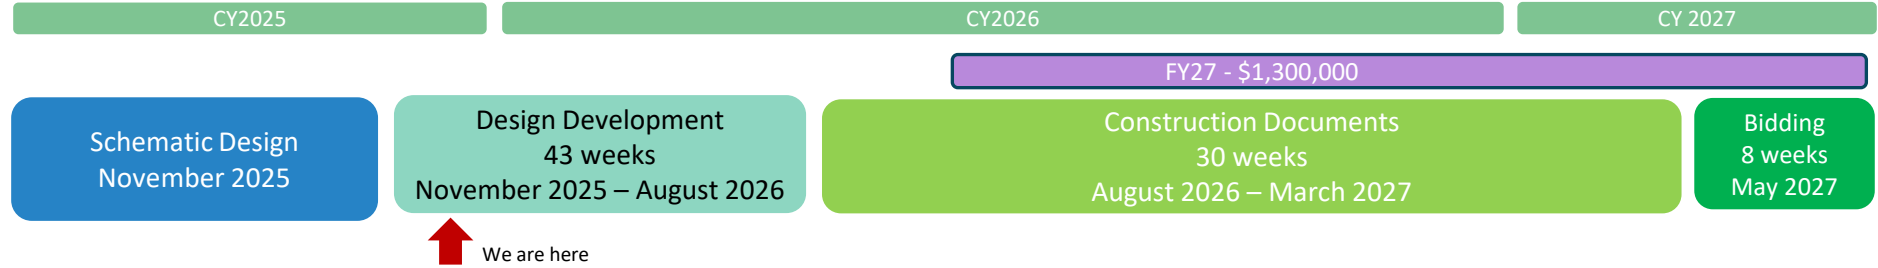 CY2025
CY2026
CY 2027
FY27 - $1,300,000
Schematic Design
November 2025
Design Development
43 weeks
November 2025 – August 2026
Construction Documents
30 weeks
August 2026 – March 2027
Bidding
8 weeks
May 2027
We are here